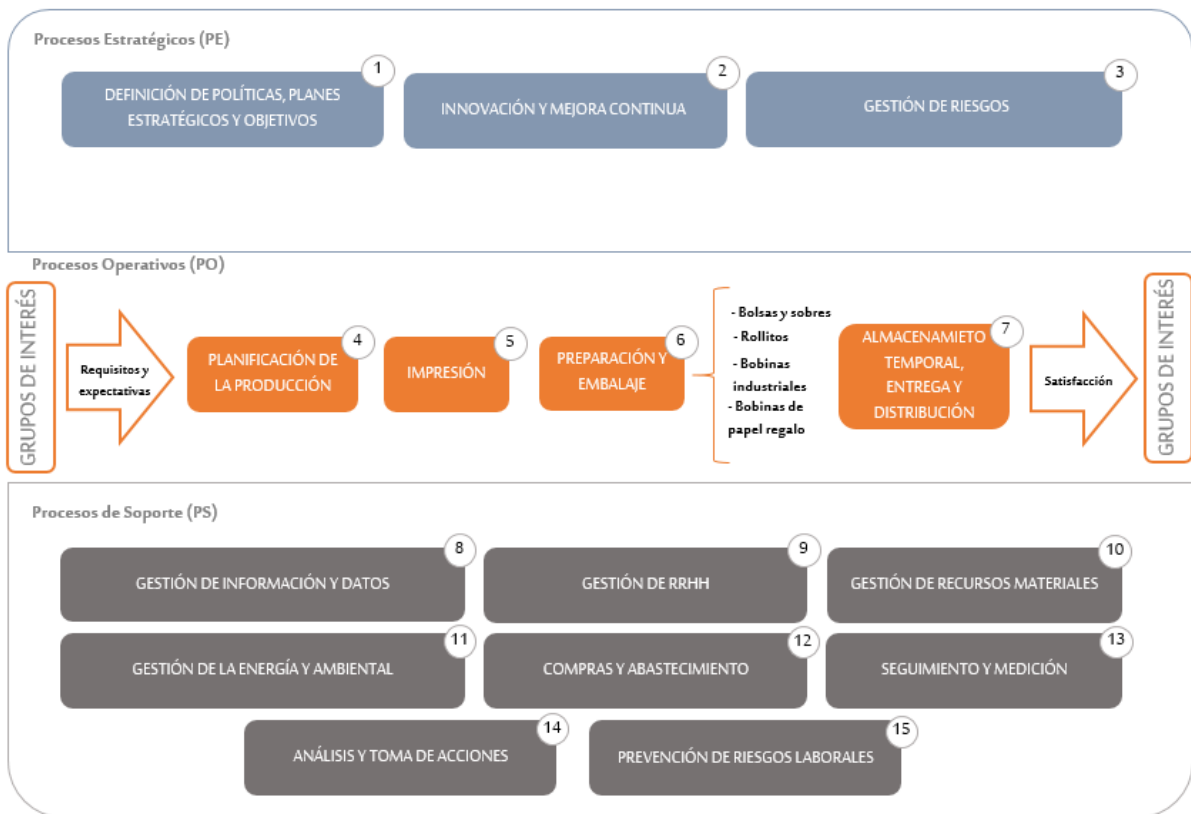 Procesos Estratégicos (PE)
1
2
3
DEFINICIÓN DE POLÍTICAS, PLANES
ESTRATÉGICOS Y OBJETIVOS
INNOVACIÓN Y MEJORA CONTINUA
GESTIÓN DE RIESGOS
Procesos Operativos (PO)
GRUPOS DE INTERÉS
Requisitos y
expectativas
4
PLANIFICACIÓN DE
LA PRODUCCIÓN
5
IMPRESIÓN
6
PREPARACIÓN Y
EMBALAJE
- Bolsas y sobres
- Rollitos
- Bobinas
industriales
- Bobinas de
papel regalo
7
ALMACENAMIETO
TEMPORAL,
ENTREGA Y
DISTRIBUCIÓN
Satisfacción
GRUPOS DE INTERÉS
Procesos de Soporte (PS)
8
GESTIÓN DE INFORMACIÓN Y DATOS
9
GESTIÓN DE RRHH
10
GESTIÓN DE RECURSOS MATERIALES
11
GESTIÓN DE LA ENERGÍA Y AMBIENTAL
12
COMPRAS Y ABASTECIMIENTO
13
SEGUIMIENTO Y MEDICIÓN
14
ANÁLISIS Y TOMA DE ACCIONES
15
PREVENCIÓN DE RIESGOS LABORALES